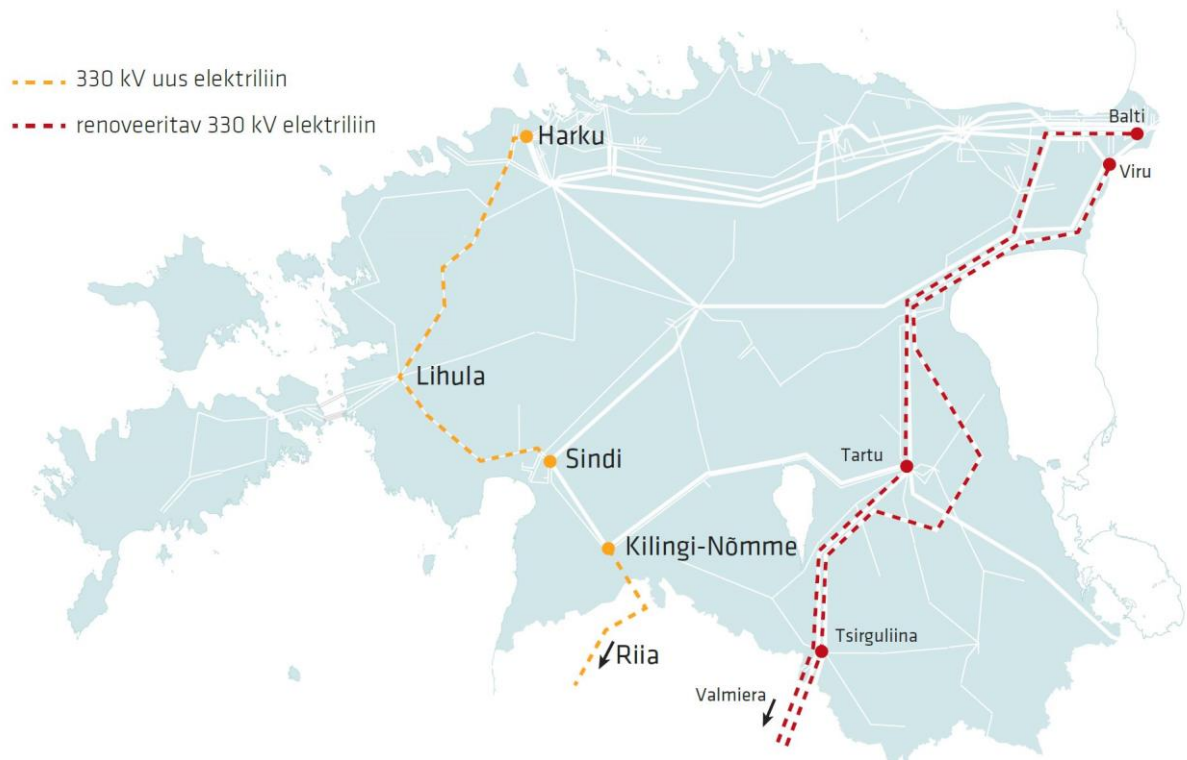 330 kV uus elektriliin
renoveeritav 330 kV elektriliin
Harku
Balti
Viru
Lihula
Sindi
Tartu
Kilingi-Nõmme
Riia
Tsirguliina
Valmiera